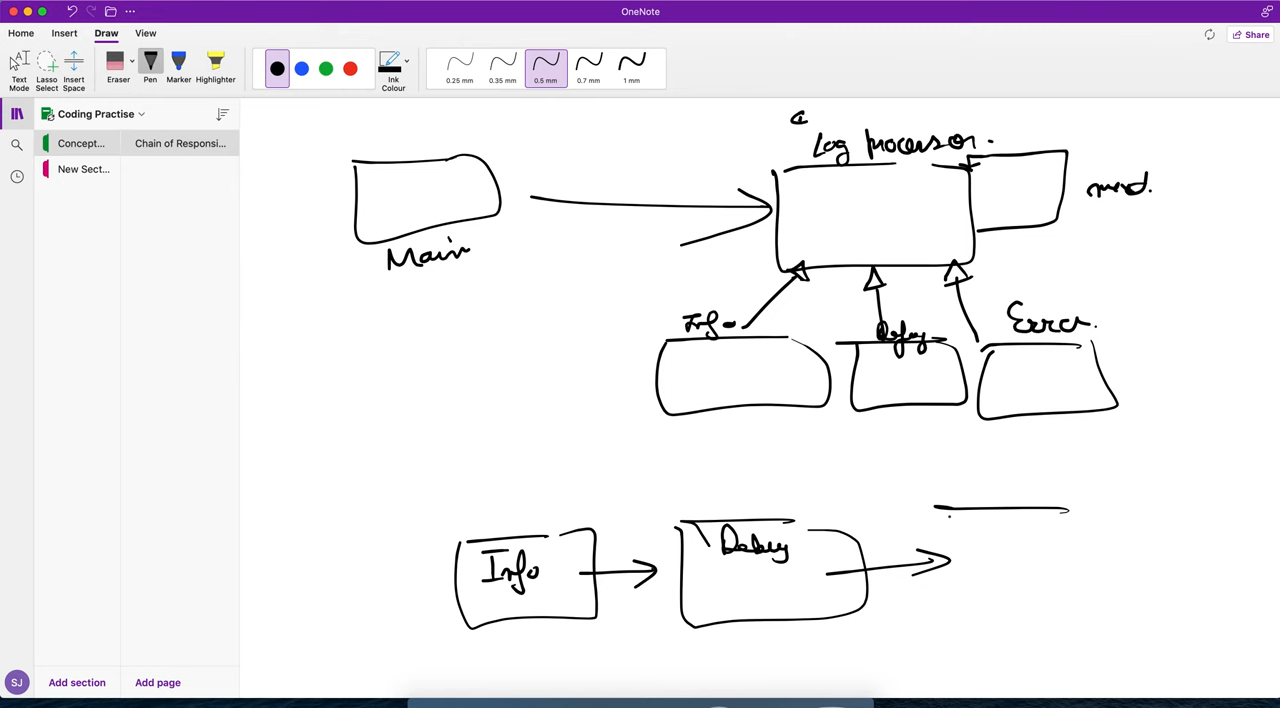 OneNote
Home Insert Draw View
Share
Text Mode
Lasso Select
Insert Space
Eraser
Pen
Marker
Highlighter
Ink Colour
0.25 mm
0.35 mm
0.5 mm
0.7 mm
1 mm
Coding Practise
Concept...
Chain of Responsi...
New Sect...
Log processor.
Main
Info
Debug
Error.
Info
Debug
SJ
Add section
Add page